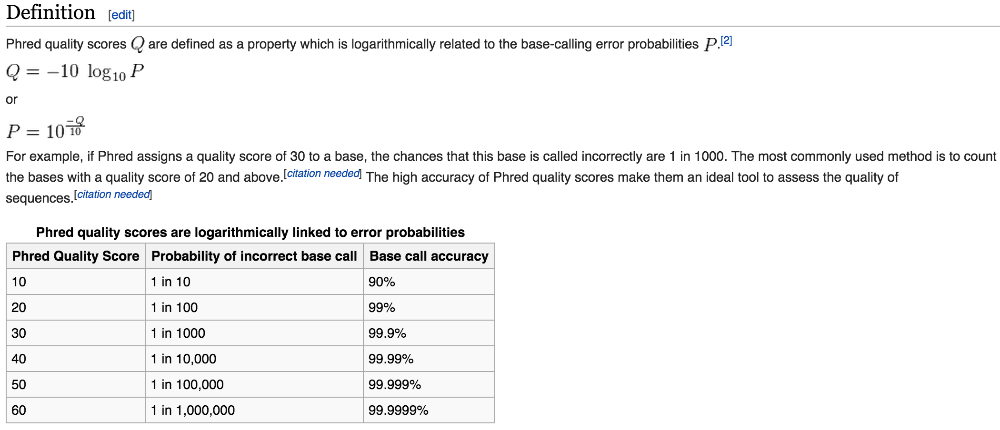 Definition [edit]
Phred quality scores Q are defined as a property which is logarithmically related to the base-calling error probabilities P.[2]
Q = −10 log₁₀ P
or
P = 10^(−Q/10)
For example, if Phred assigns a quality score of 30 to a base, the chances that this base is called incorrectly are 1 in 1000. The most commonly used method is to count
the bases with a quality score of 20 and above.[citation needed] The high accuracy of Phred quality scores make them an ideal tool to assess the quality of
sequences.[citation needed]
Phred quality scores are logarithmically linked to error probabilities
Phred Quality Score Probability of incorrect base call Base call accuracy
10 1 in 10 90%
20 1 in 100 99%
30 1 in 1000 99.9%
40 1 in 10,000 99.99%
50 1 in 100,000 99.999%
60 1 in 1,000,000 99.9999%